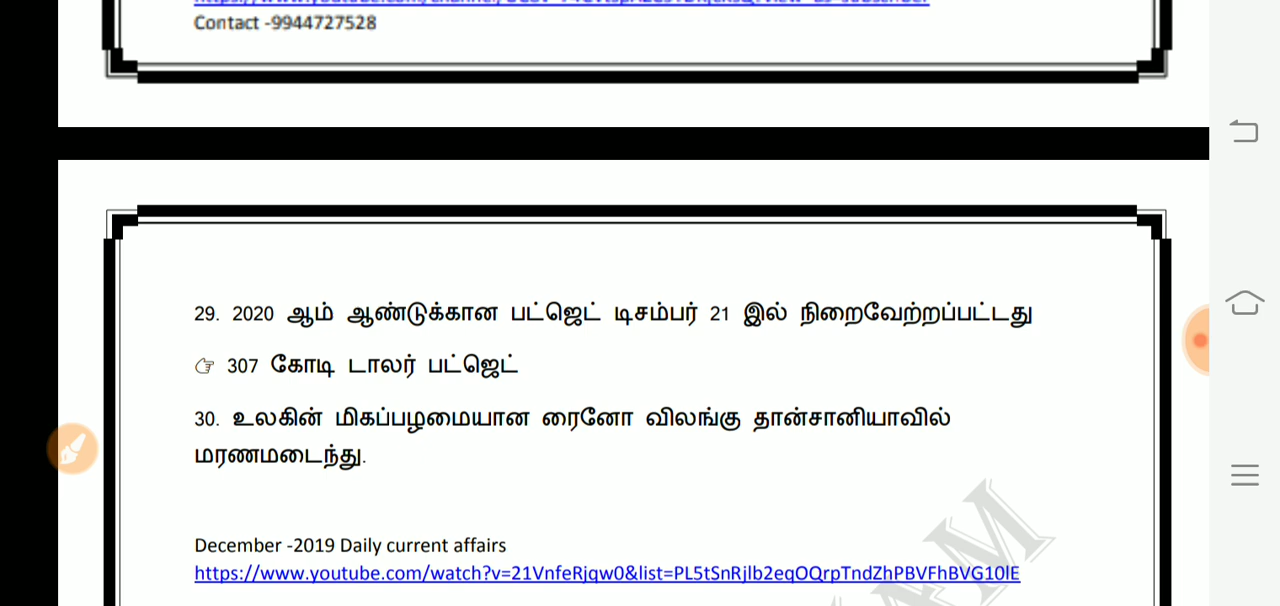 Contact -9944727528
29. 2020 ஆம் ஆண்டுக்கான பட்ஜெட் டிசம்பர் 21 இல் நிறைவேற்றப்பட்டது
☞ 307 கோடி டாலர் பட்ஜெட்
30. உலகின் மிகப்பழமையான ரைனோ விலங்கு தான்சானியாவில்
மரணமடைந்து.
December -2019 Daily current affairs
https://www.youtube.com/watch?v=21VnfeRjqw0&list=PL5tSnRjlb2eqOQrpTndZhPBVFhBVG10lE